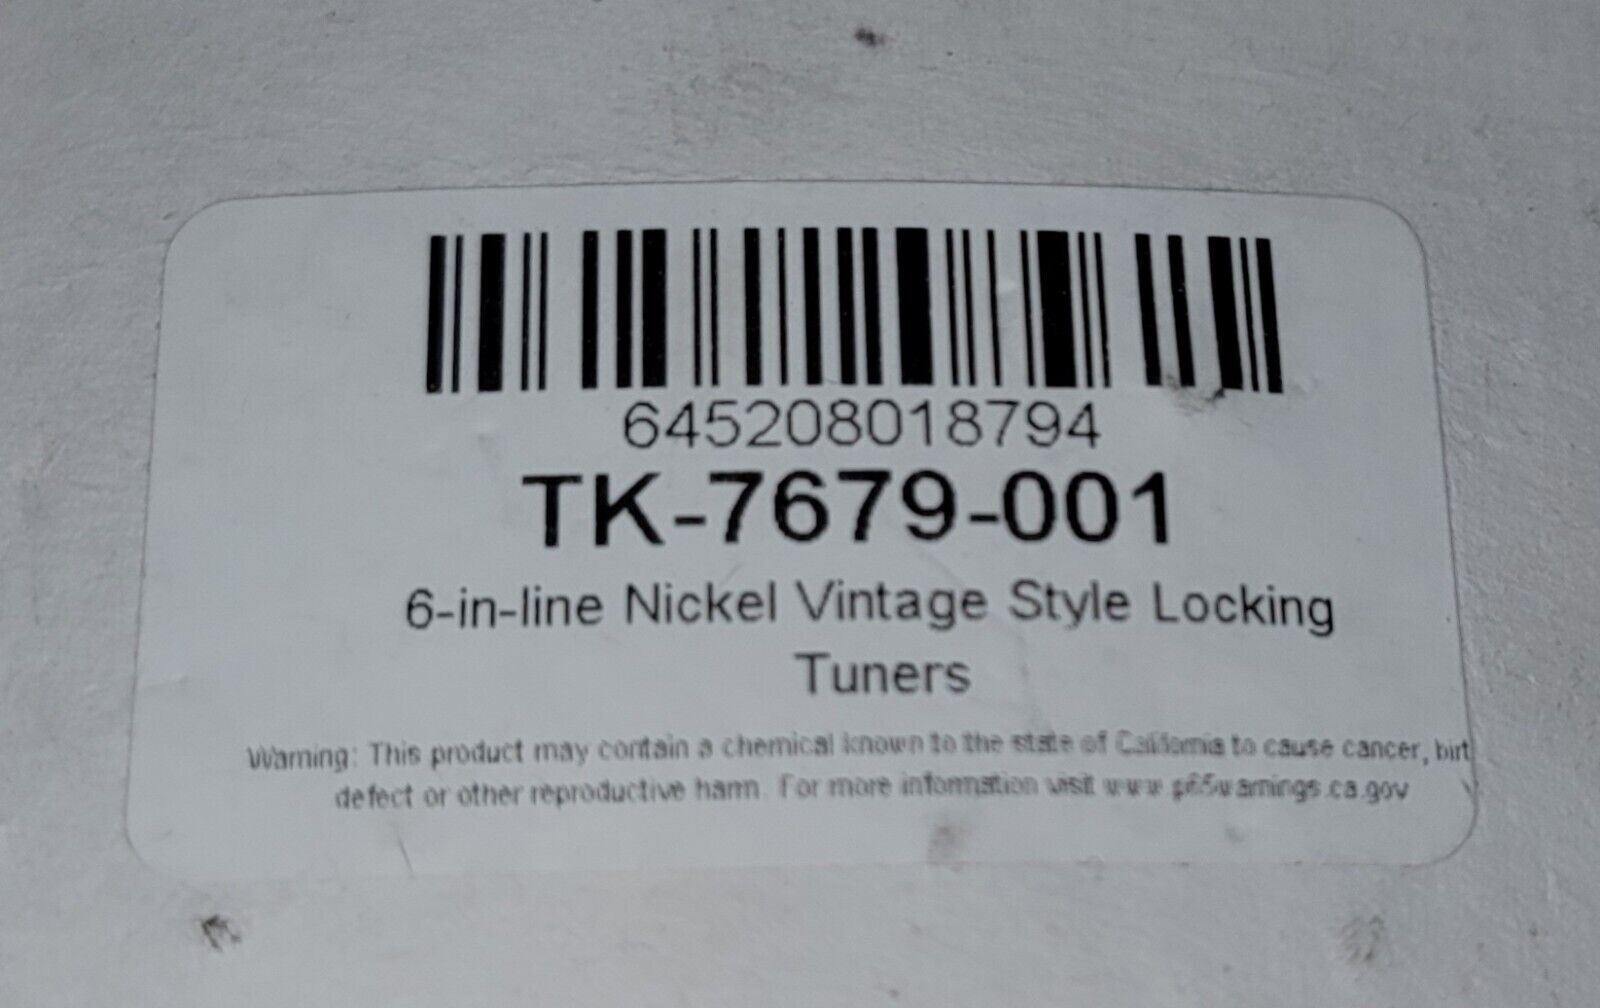 645208018794
TK-7679-001
6-in-line Nickel Vintage Style Locking
Tuners
Warning: This product may contain a chemical known to the state of California to cause cancer, birt
defect or other reproductive harm. For more information visit www.p65warnings.ca.gov